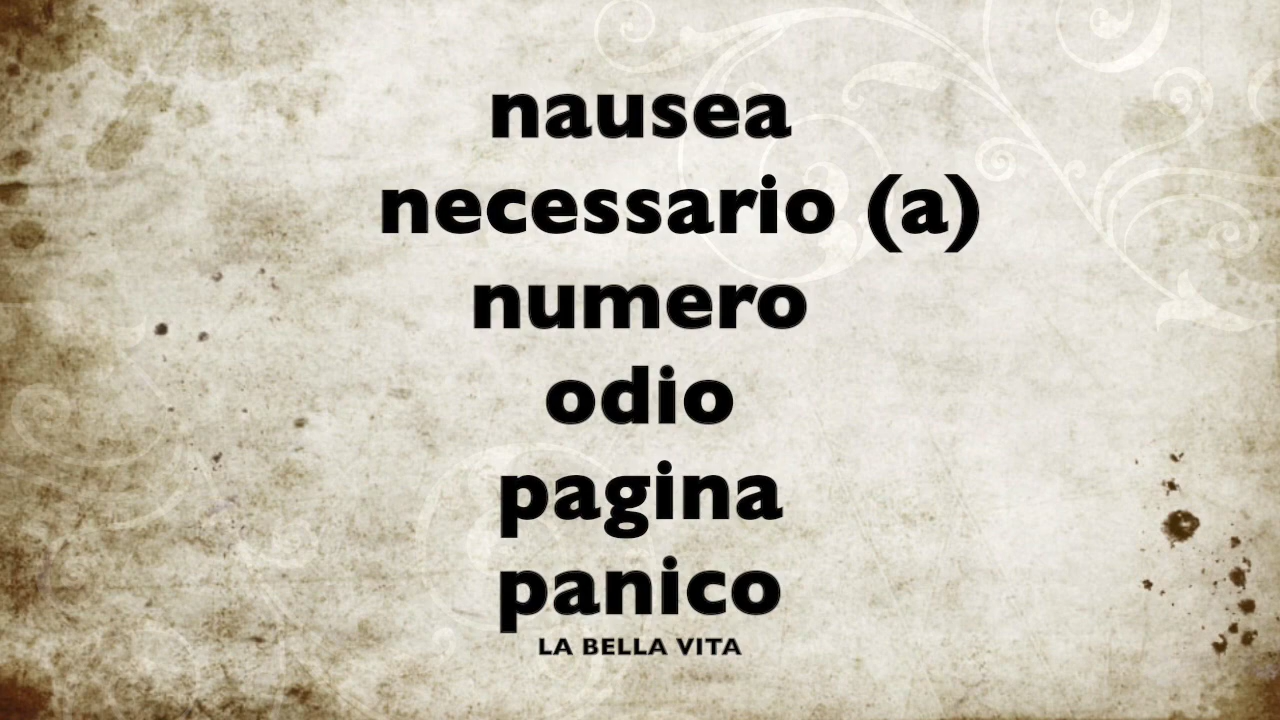 nausea
necessario (a)
numero
odio
pagina
panico
LA BELLA VITA